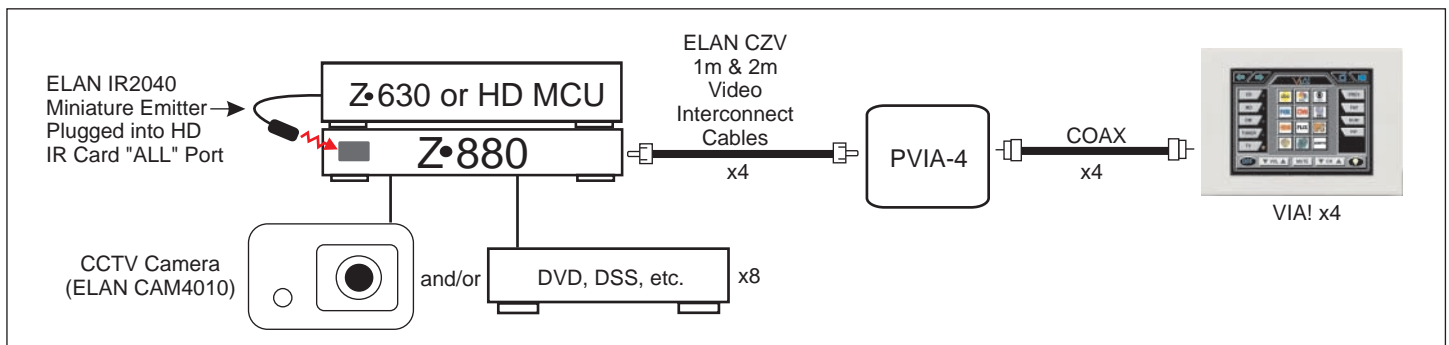 ELAN IR2040
Miniature Emitter
Plugged into HD
IR Card "ALL" Port
Z•630 or HD MCU
Z•880
ELAN CZV
1m & 2m
Video
Interconnect
Cables
x4
PVIA-4
COAX
x4
VIA! x4
CCTV Camera
(ELAN CAM4010)
and/or
DVD, DSS, etc.
x8